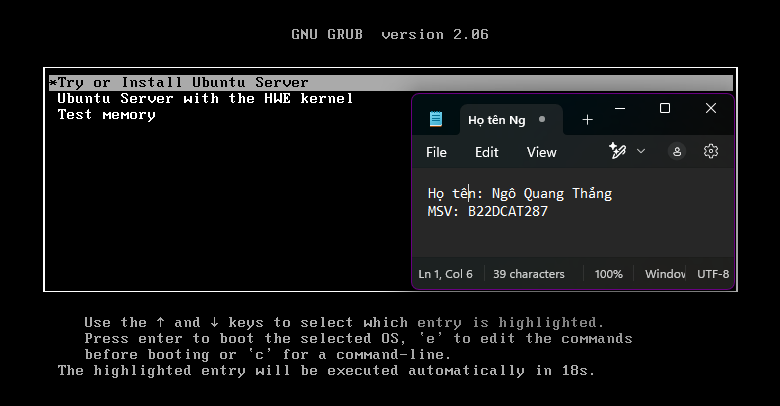 GNU GRUB  version 2.06
*Try or Install Ubuntu Server
Ubuntu Server with the HWE kernel
Test memory
Họ tên Ng
File Edit View
Họ tên: Ngô Quang Thắng
MSV: B22DCAT287
Ln 1, Col 6 39 characters 100% Window UTF-8
Use the ↑ and ↓ keys to select which entry is highlighted.
Press enter to boot the selected OS, `e' to edit the commands
before booting or `c' for a command-line.
The highlighted entry will be executed automatically in 18s.